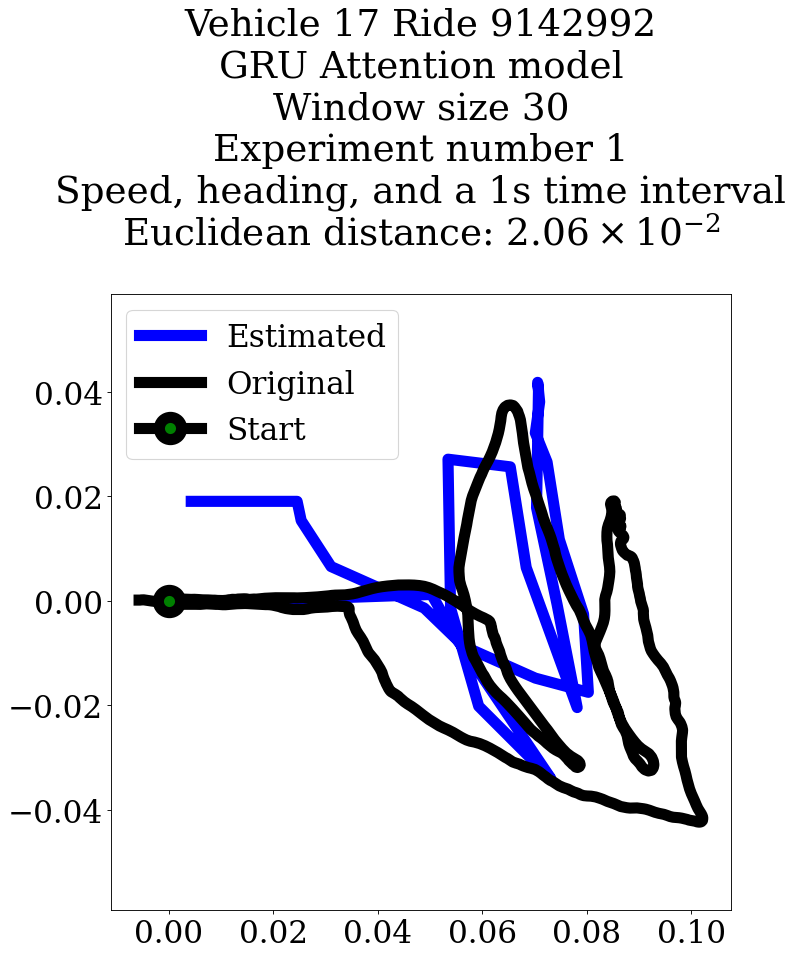 Vehicle 17 Ride 9142992
GRU Attention model
Window size 30
Experiment number 1
Speed, heading, and a 1s time interval
Euclidean distance: 2.06 × 10⁻²
Estimated
Original
Start
0.04
0.02
0.00
−0.02
−0.04
0.00 0.02 0.04 0.06 0.08 0.10